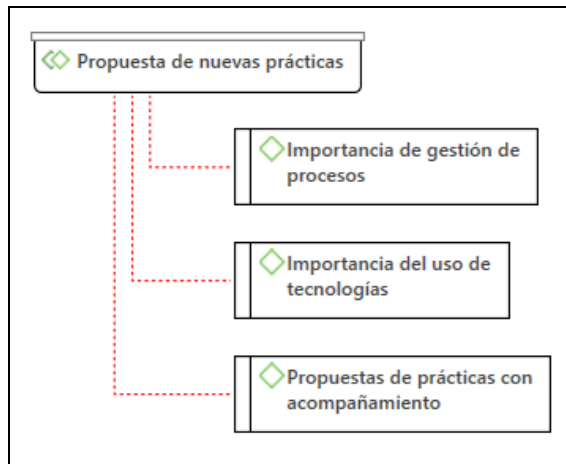 Propuesta de nuevas prácticas
Importancia de gestión de
procesos
Importancia del uso de
tecnologías
Propuestas de prácticas con
acompañamiento